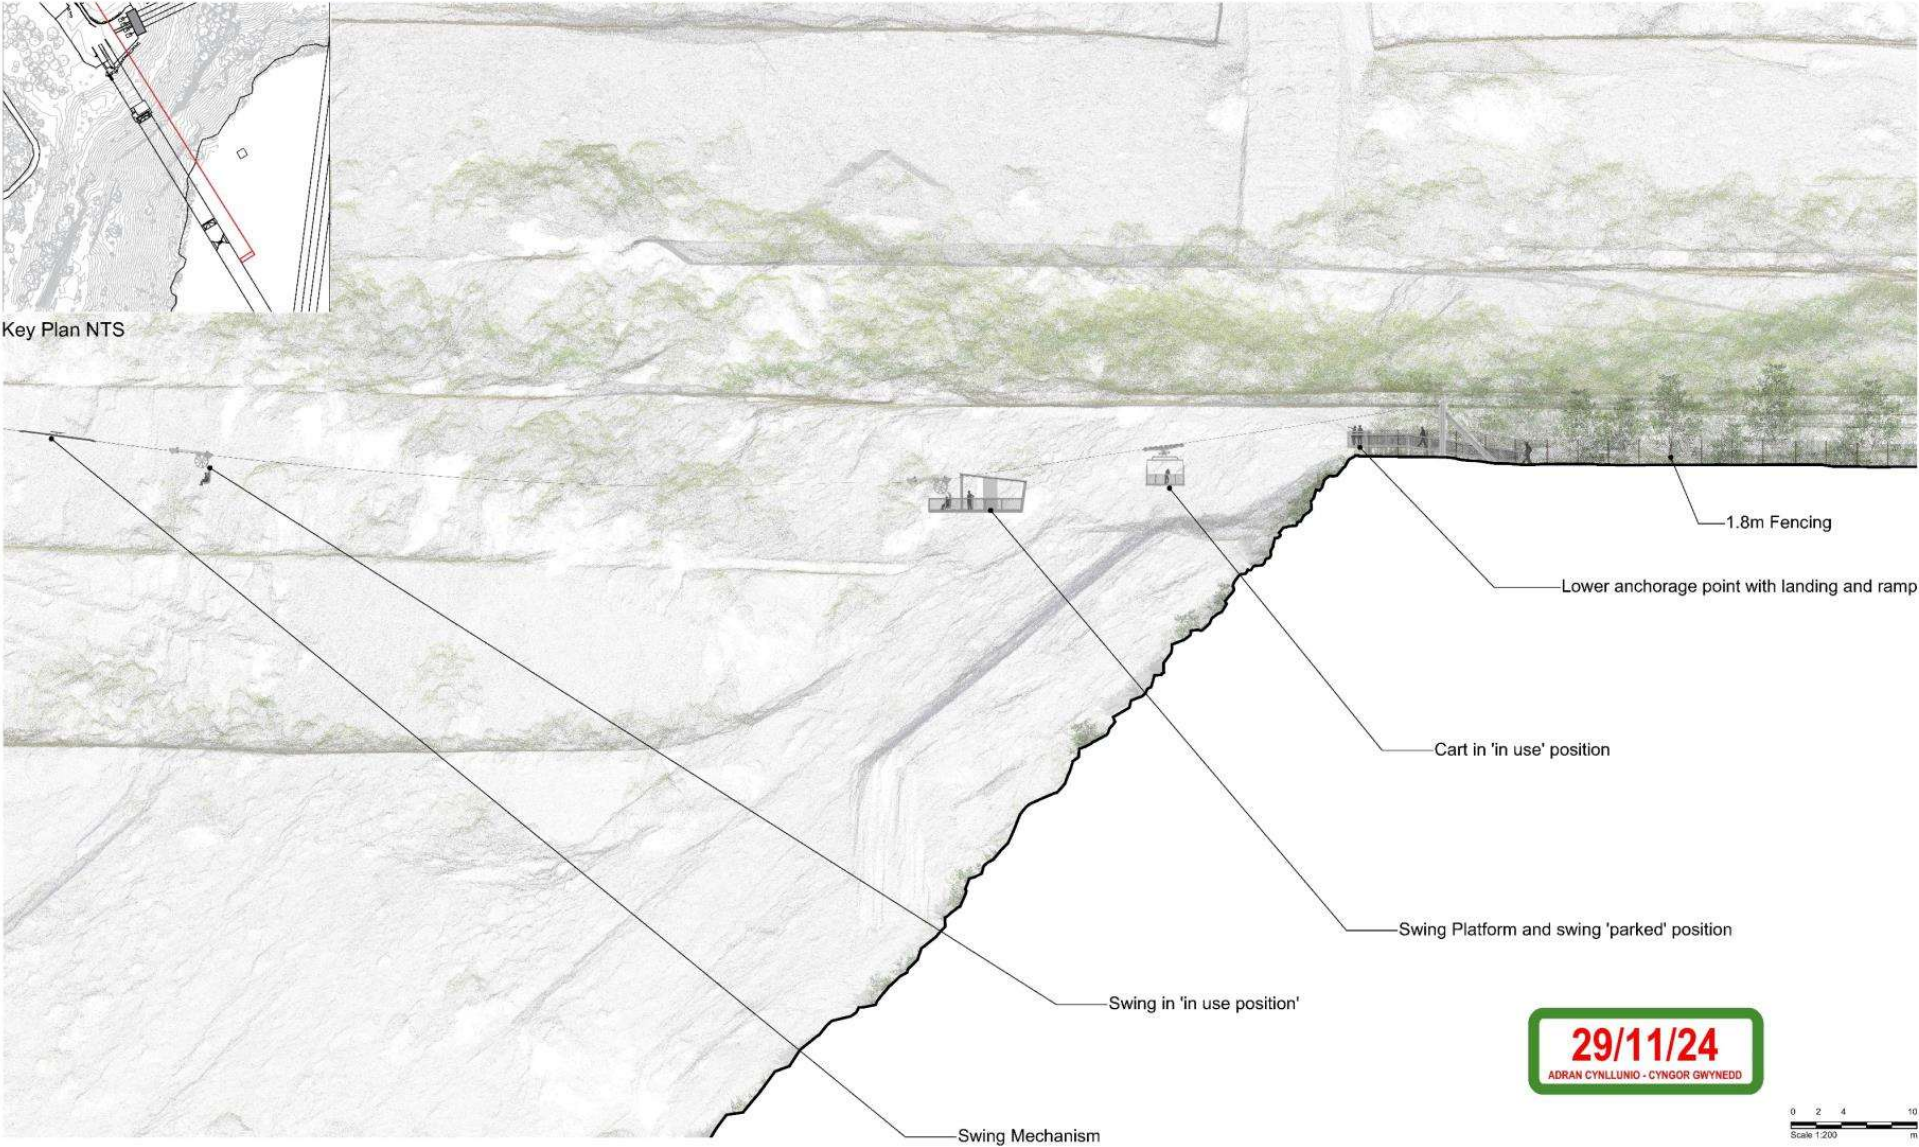 Key Plan NTS
1.8m Fencing
Lower anchorage point with landing and ramp
Cart in 'in use' position
Swing Platform and swing 'parked' position
Swing in 'in use position'
Swing Mechanism
29/11/24
ADRAN CYNLLUNIO - CYNGOR GWYNEDD
0 2 4 10
Scale 1:200 m